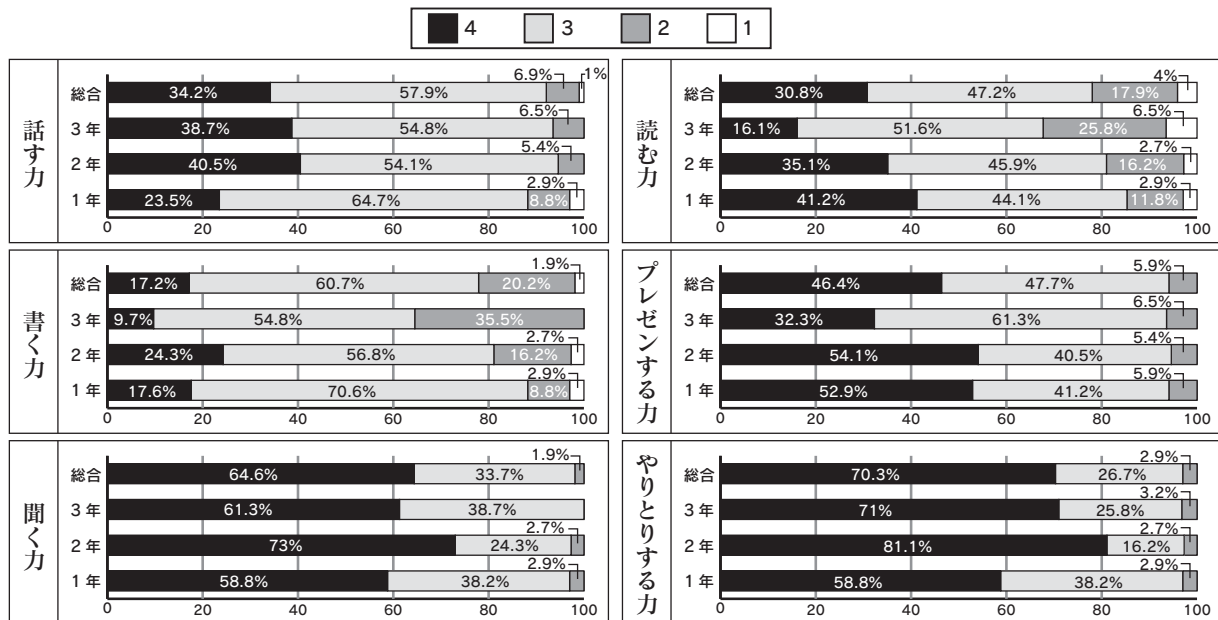 4 3 2 1
話す力
6.9% 1%
総合 34.2% 57.9%
6.5%
3年 38.7% 54.8%
5.4%
2年 40.5% 54.1%
2.9%
1年 23.5% 64.7% 8.8%
0 20 40 60 80 100
読む力
4%
総合 30.8% 47.2% 17.9%
6.5%
3年 16.1% 51.6% 25.8%
2.7%
2年 35.1% 45.9% 16.2%
2.9%
1年 41.2% 44.1% 11.8%
0 20 40 60 80 100
書く力
1.9%
総合 17.2% 60.7% 20.2%
3年 9.7% 54.8% 35.5%
2.7%
2年 24.3% 56.8% 16.2%
2.9%
1年 17.6% 70.6% 8.8%
0 20 40 60 80 100
プレゼンする力
5.9%
総合 46.4% 47.7%
6.5%
3年 32.3% 61.3%
5.4%
2年 54.1% 40.5%
5.9%
1年 52.9% 41.2%
0 20 40 60 80 100
聞く力
1.9%
総合 64.6% 33.7%
3年 61.3% 38.7%
2.7%
2年 73% 24.3%
2.9%
1年 58.8% 38.2%
0 20 40 60 80 100
やりとりする力
2.9%
総合 70.3% 26.7%
3.2%
3年 71% 25.8%
2.7%
2年 81.1% 16.2%
2.9%
1年 58.8% 38.2%
0 20 40 60 80 100